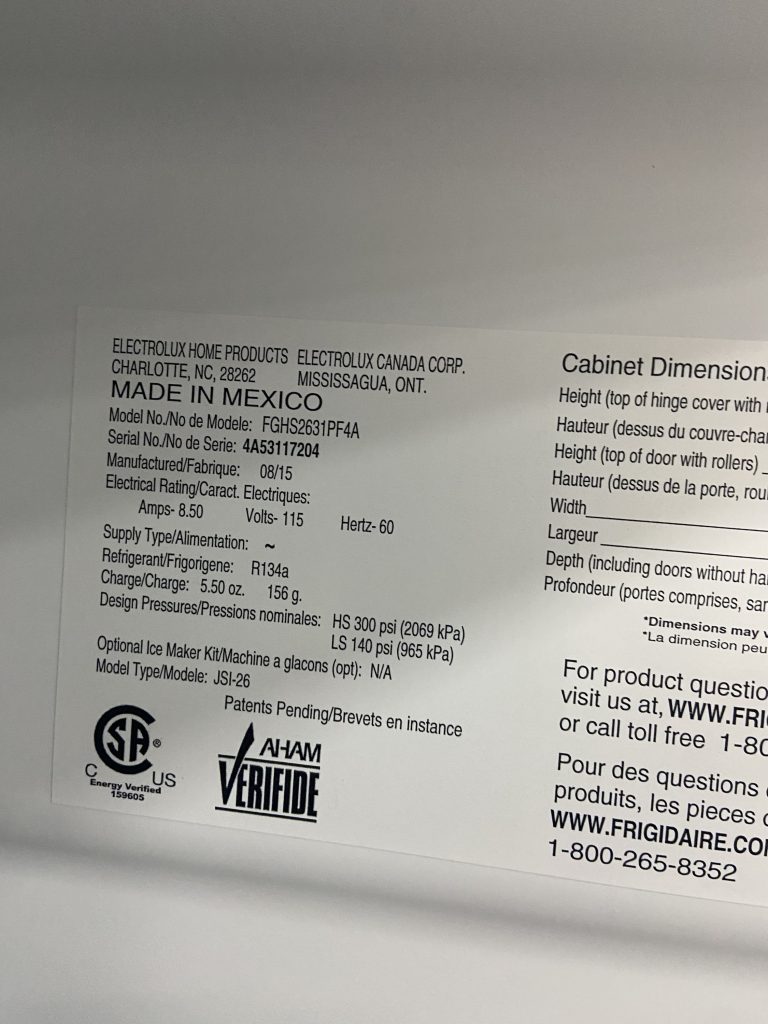 ELECTROLUX HOME PRODUCTS ELECTROLUX CANADA CORP.
CHARLOTTE, NC, 28262 MISSISSAGUA, ONT.
MADE IN MEXICO
Model No./No de Modele: FGHS2631PF4A
Serial No./No de Serie: 4A53117204
Manufactured/Fabrique: 08/15
Electrical Rating/Caract. Electriques:
Amps- 8.50 Volts- 115 Hertz- 60
Supply Type/Alimentation: ~
Refrigerant/Frigorigene: R134a
Charge/Charge: 5.50 oz. 156 g.
Design Pressures/Pressions nominales: HS 300 psi (2069 kPa)
LS 140 psi (965 kPa)
Optional Ice Maker Kit/Machine a glacons (opt): N/A
Model Type/Modele: JSI-26
Patents Pending/Brevets en instance
SA ®
C US
Energy Verified
159605
AHAM
VERIFIDE
Cabinet Dimension
Height (top of hinge cover with
Hauteur (dessus du couvre-cha
Height (top of door with rollers)
Hauteur (dessus de la porte, rou
Width
Largeur
Depth (including doors without ha
Profondeur (portes comprises, sa
*Dimensions may
*La dimension peu
For product questio
visit us at, WWW.FRI
or call toll free 1-80
Pour des questions
produits, les pieces
WWW.FRIGIDAIRE.CO
1-800-265-8352